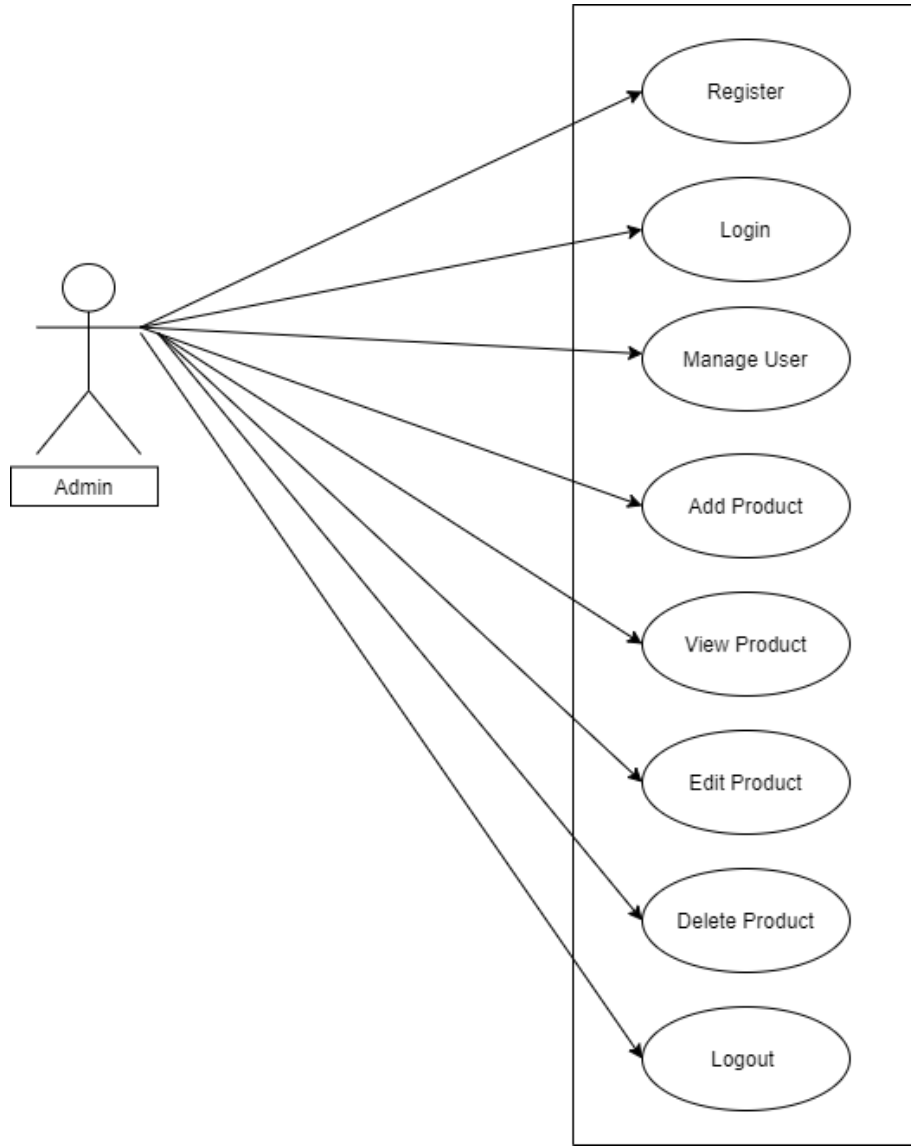 Register
Login
Manage User
Admin
Add Product
View Product
Edit Product
Delete Product
Logout